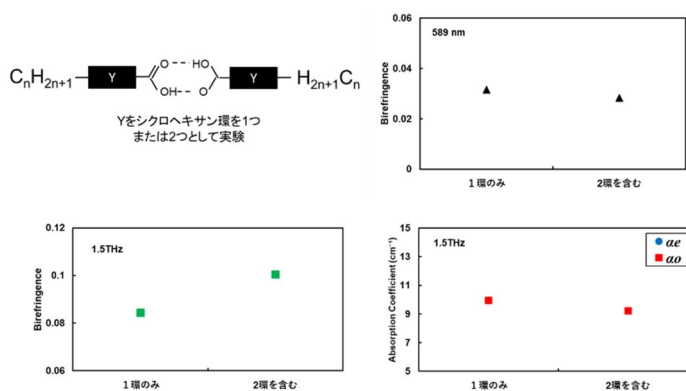 CnH2n+1
Y
O
HO
OH
O
Y
H2n+1Cn
Yをシクロヘキサン環を1つ
または2つとして実験
589 nm
Birefringence
0.06
0.04
0.02
0
1環のみ
2環を含む
1.5THz
Birefringence
0.12
0.1
0.08
0.06
1環のみ
2環を含む
1.5THz
αe
αo
Absorption Coefficient (cm⁻¹)
15
13
11
9
7
5
1環のみ
2環を含む